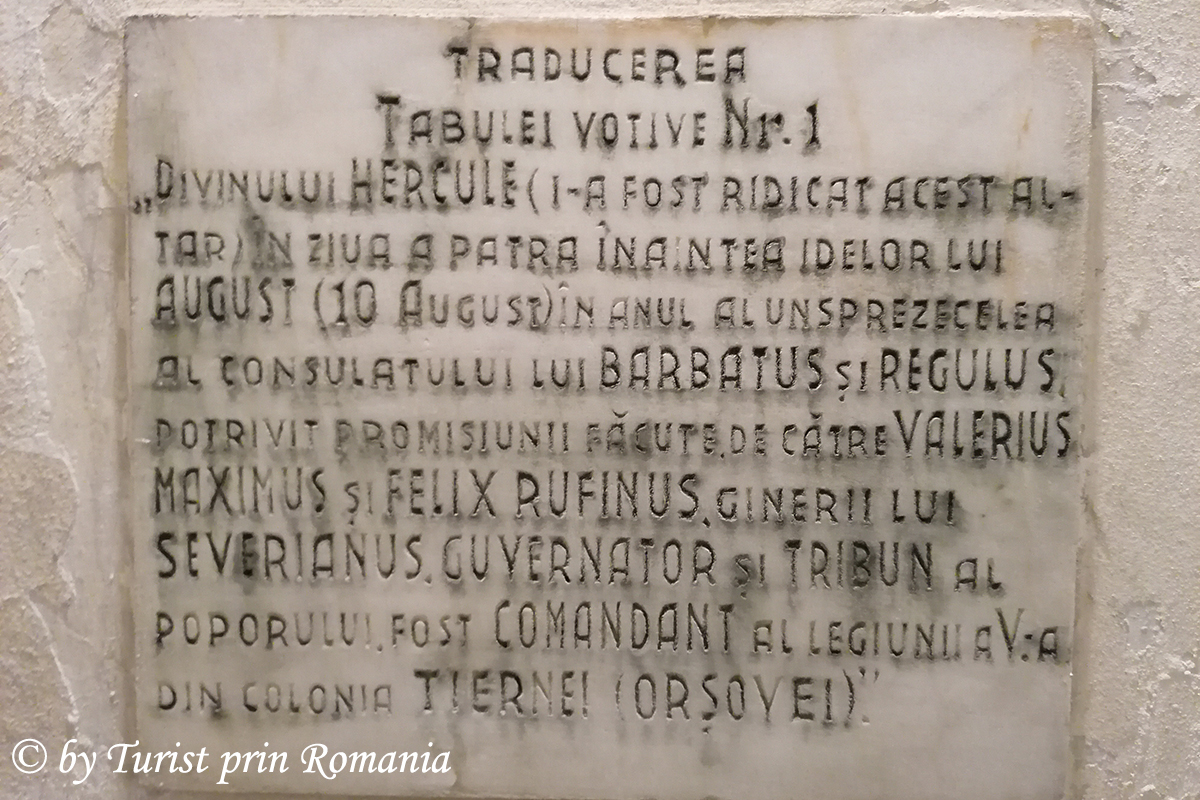 TRADUCEREA
TABULEI VOTIVE Nr. 1
„DIVINULUI HERCULE (I-A FOST RIDICAT ACEST AL-
TAR) ÎN ZIUA A PATRA ÎNAINTEA IDELOR LUI
AUGUST (10 AUGUST) ÎN ANUL AL UNSPREZECELEA
AL CONSULATULUI LUI BARBATUS ȘI REGULUS,
POTRIVIT PROMISIUNII FĂCUTE, DE CĂTRE VALERIUS
MAXIMUS ȘI FELIX RUFINUS, GINERII LUI
SEVERIANUS, GUVERNATOR ȘI TRIBUN AL
POPORULUI, FOST COMANDANT AL LEGIUNII A V.-A
DIN COLONIA TIERNEI (ORȘOVEI)”.
© by Turist prin Romania